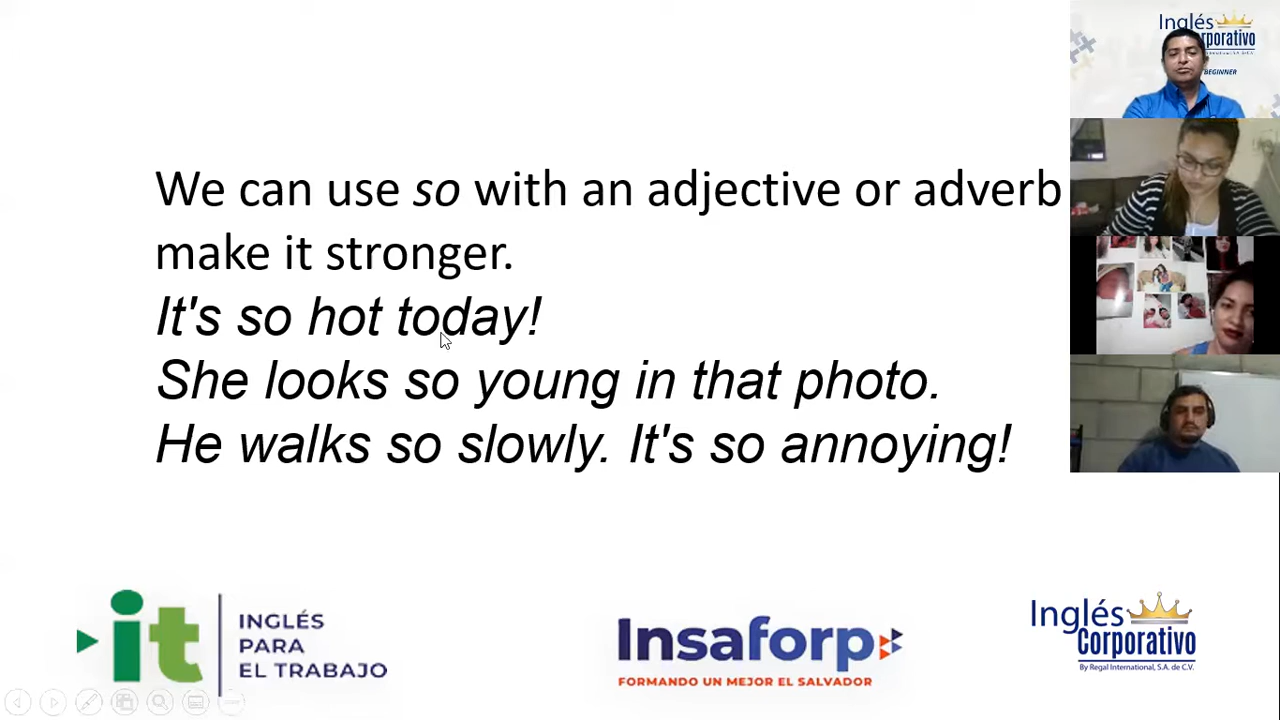 We can use so with an adjective or adverb
make it stronger.
It's so hot today!
She looks so young in that photo.
He walks so slowly. It's so annoying!
it
INGLÉS
PARA
EL TRABAJO
Insaforp
FORMANDO UN MEJOR EL SALVADOR
Inglés
Corporativo
By Regal International, S.A. de C.V.
Inglés
rporativo
BEGINNER